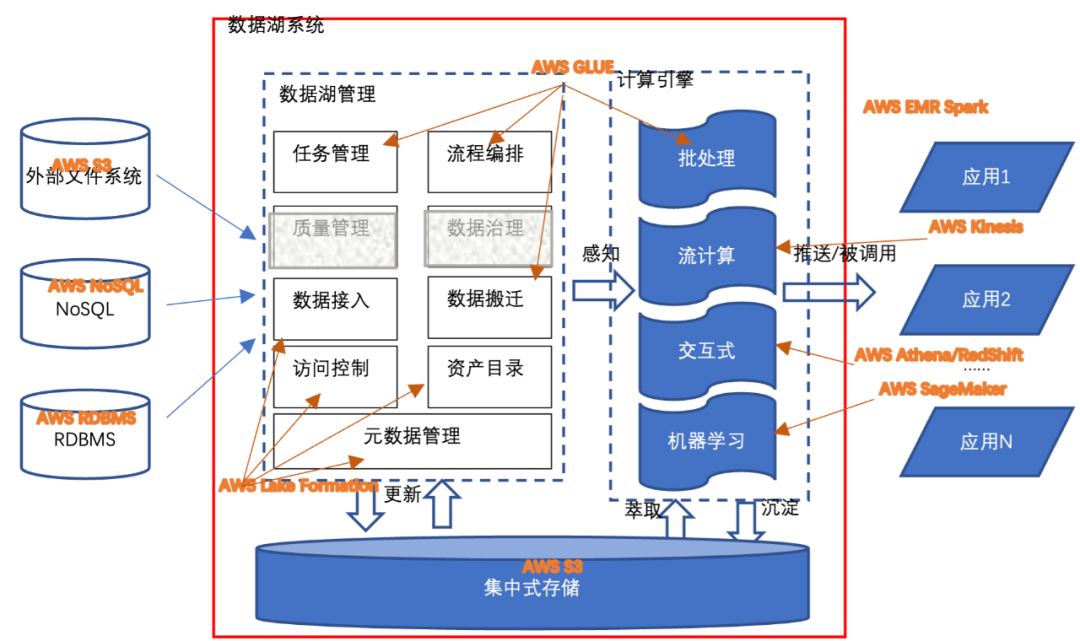 数据湖系统
AWS GLUE
数据湖管理
计算引擎
AWS EMR Spark
AWS S3
外部文件系统
任务管理
流程编排
批处理
应用1
质量管理
数据治理
AWS Kinesis
感知
流计算
推送/被调用
AWS NoSQL
NoSQL
数据接入
数据搬迁
应用2
交互式
AWS Athena/RedShift
......
访问控制
资产目录
AWS SageMaker
AWS RDBMS
RDBMS
元数据管理
机器学习
应用N
AWS Lake Formation
更新
萃取
沉淀
AWS S3
集中式存储